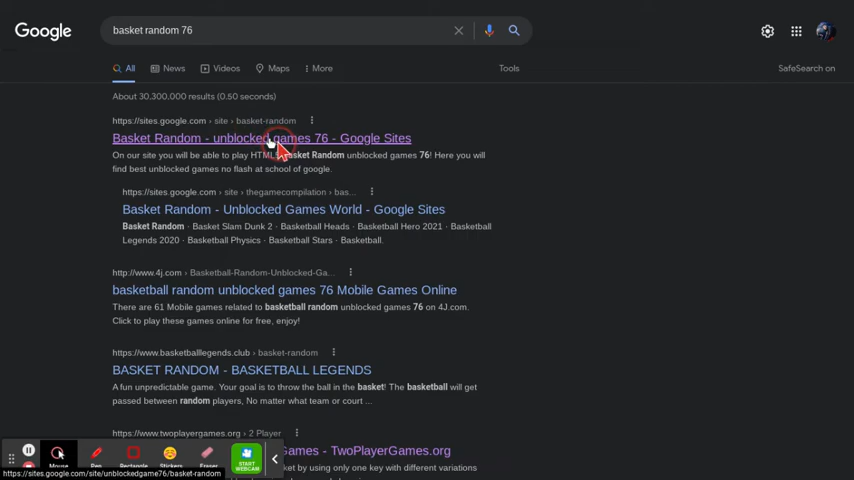 Google
basket random 76
All News Videos Maps More Tools SafeSearch on
About 30,300,000 results (0.50 seconds)
https://sites.google.com › site › basket-random
Basket Random - unblocked games 76 - Google Sites
On our site you will be able to play HTML5 Basket Random unblocked games 76! Here you will
find best unblocked games no flash at school of google.
https://sites.google.com › site › thegamecompilation › bas...
Basket Random - Unblocked Games World - Google Sites
Basket Random · Basket Slam Dunk 2 · Basketball Heads · Basketball Hero 2021 · Basketball
Legends 2020 · Basketball Physics · Basketball Stars · Basketball.
http://www.4j.com › Basketball-Random-Unblocked-Ga...
basketball random unblocked games 76 Mobile Games Online
There are 61 Mobile games related to basketball random unblocked games 76 on 4J.com.
Click to play these games online for free, enjoy!
https://www.basketballlegends.club › basket-random
BASKET RANDOM - BASKETBALL LEGENDS
A fun unpredictable game. Your goal is to throw the ball in the basket! The basketball will get
passed between random players, No matter what team or court ...
https://www.twoplayergames.org › 2 Player
Games - TwoPlayerGames.org
ket by using only one key with different variations
Mouse Pen Rectangle Stickers Eraser START
WEBCAM
https://sites.google.com/site/unblockedgame76/basket-random